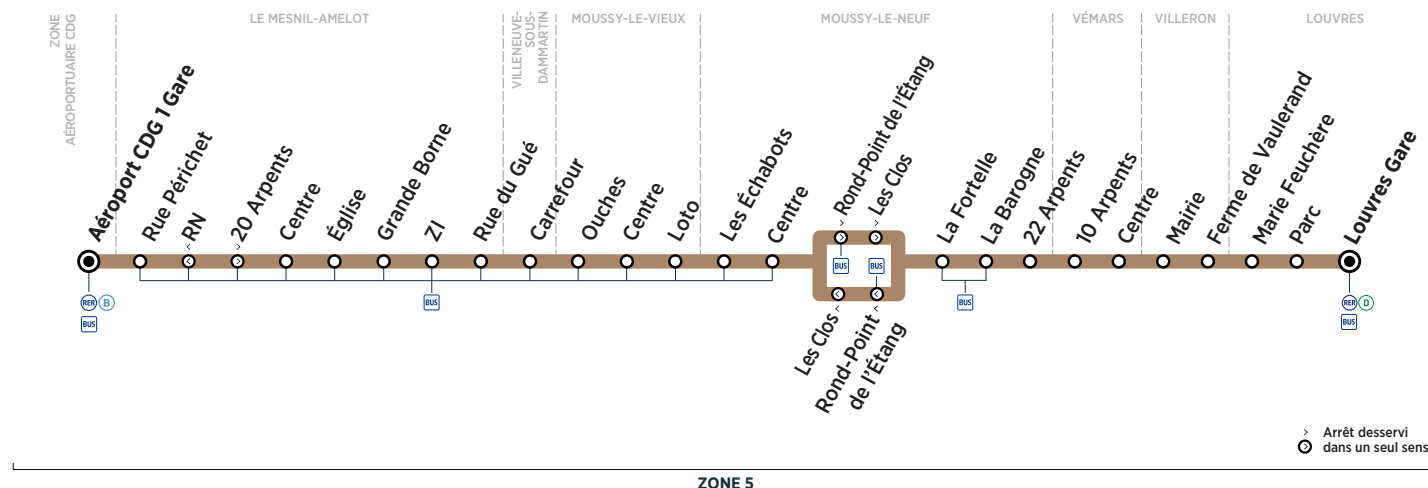 ZONE
AÉROPORTUAIRE CDG
LE MESNIL-AMELOT
VILLENEUVE-
SOUS-
DAMMARTIN
MOUSSY-LE-VIEUX
MOUSSY-LE-NEUF
VÉMARS
VILLERON
LOUVRES
Aéroport CDG 1 Gare
Rue Périchet
RN
20 Arpents
Centre
Église
Grande Borne
ZI
Rue du Gué
Carrefour
Ouches
Centre
Loto
Les Échabots
Centre
Rond-Point de l'Étang
Les Clos
La Fortelle
La Barogne
22 Arpents
10 Arpents
Centre
Mairie
Ferme de Vaulerand
Marie Feuchère
Parc
Louvres Gare
BUS
BUS
RER B
BUS
BUS
BUS
RER D
BUS
Les Clos
Rond-Point
de l'Étang
Arrêt desservi
dans un seul sens
ZONE 5